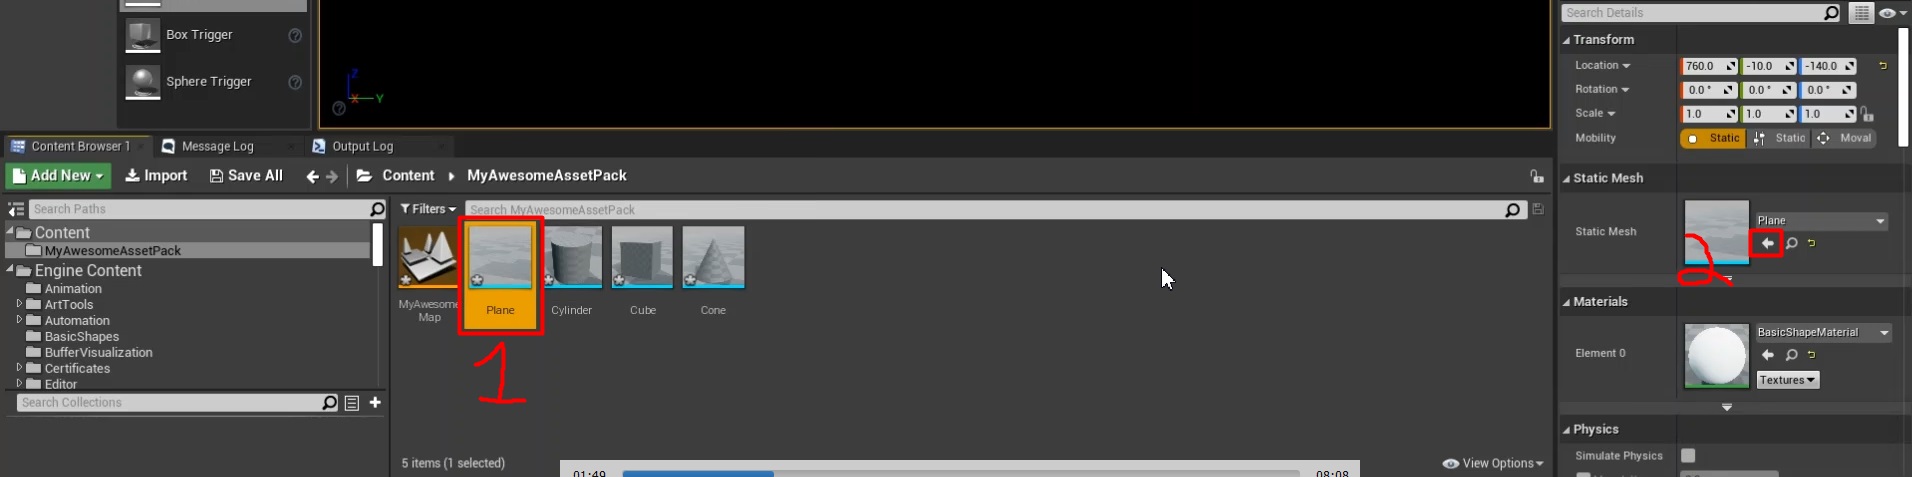 Box Trigger
Sphere Trigger
Z
X Y
Content Browser 1
Message Log
Output Log
Add New
Import
Save All
Content
MyAwesomeAssetPack
Search Paths
Filters
Search MyAwesomeAssetPack
Content
MyAwesomeAssetPack
Engine Content
Animation
ArtTools
Automation
BasicShapes
BufferVisualization
Certificates
Editor
Search Collections
MyAwesome
Map
Plane
Cylinder
Cube
Cone
1
5 items (1 selected)
View Options
01:49
08:08
Search Details
Transform
Location 760.0 -10.0 -140.0
Rotation 0.0 ° 0.0 ° 0.0 °
Scale 1.0 1.0 1.0
Mobility Static Static Moval
Static Mesh
Static Mesh
Plane
2
Materials
Element 0
BasicShapeMaterial
Textures
Physics
Simulate Physics